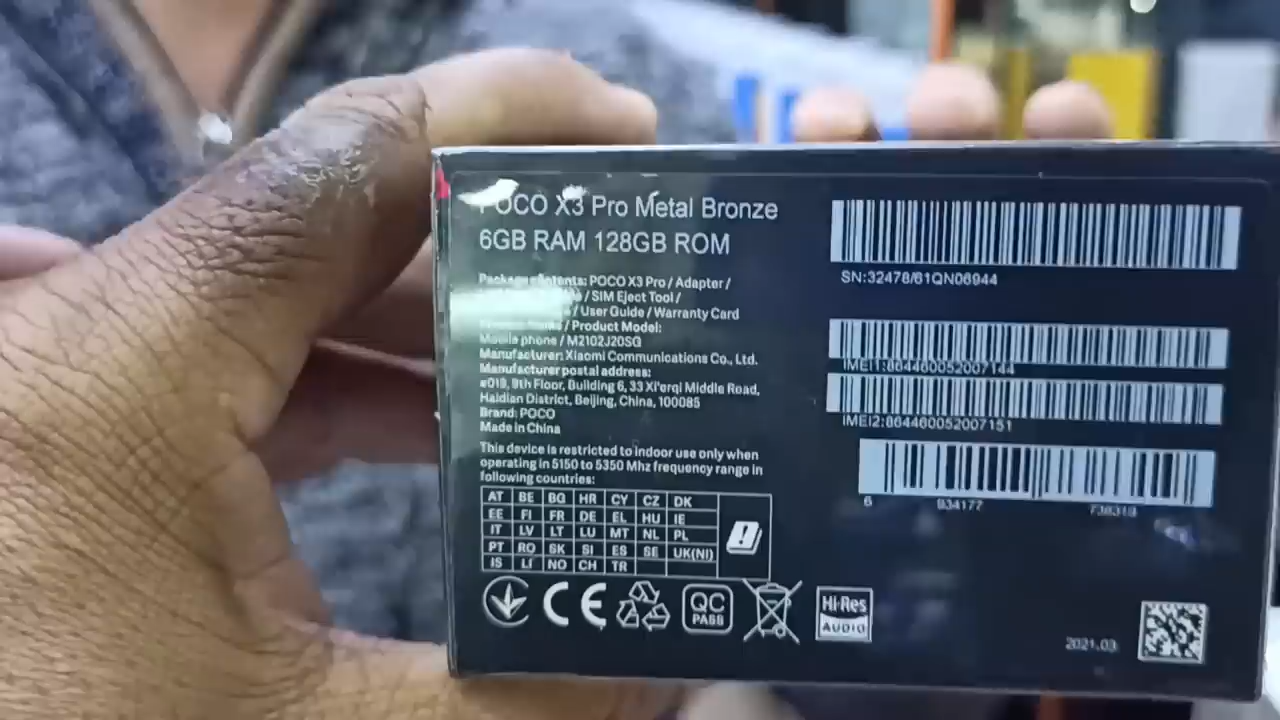 POCO X3 Pro Metal Bronze
6GB RAM 128GB ROM
Package contents: POCO X3 Pro / Adapter /
/ SIM Eject Tool /
/ User Guide / Warranty Card
/ Product Model:
Mobile phone / M2102J20SG
Manufacturer: Xiaomi Communications Co., Ltd.
Manufacturer postal address:
#019, 9th Floor, Building 6, 33 Xi'erqi Middle Road,
Haidian District, Beijing, China, 100085
Brand: POCO
Made in China
This device is restricted to indoor use only when
operating in 5150 to 5350 Mhz frequency range in
following countries:
AT BE BG HR CY CZ DK
EE FI FR DE EL HU IE
IT LV LT LU MT NL PL
PT RO SK SI ES SE UK(NI)
IS LI NO CH TR
CE
QC
PASS
Hi-Res
AUDIO
SN:32478/61QN06944
IMEI1:864460052007144
IMEI2:864460052007151
6 934177 738319
2021.03